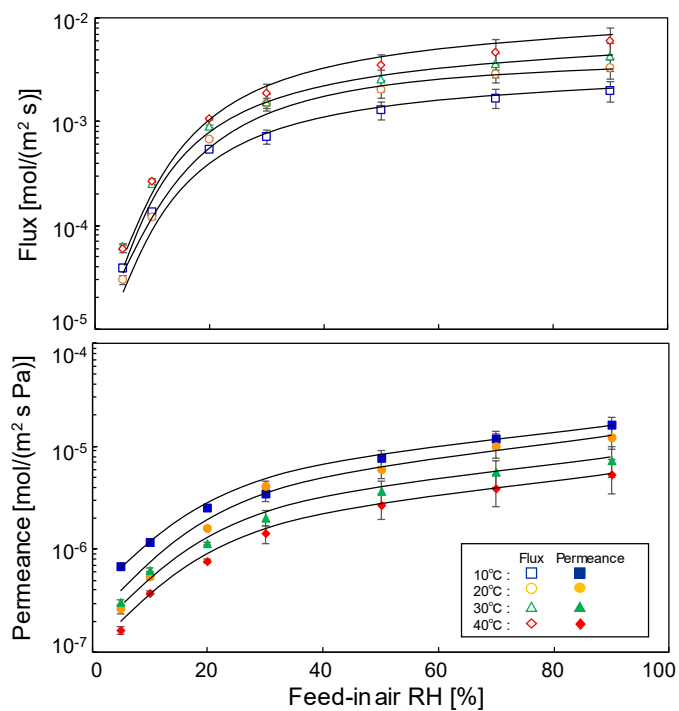 10⁻²
10⁻³
10⁻⁴
10⁻⁵
Flux [mol/(m² s)]
10⁻⁴
10⁻⁵
10⁻⁶
10⁻⁷
Permeance [mol/(m² s Pa)]
Flux Permeance
10℃ :
20℃ :
30℃ :
40℃ :
0 20 40 60 80 100
Feed-in air RH [%]